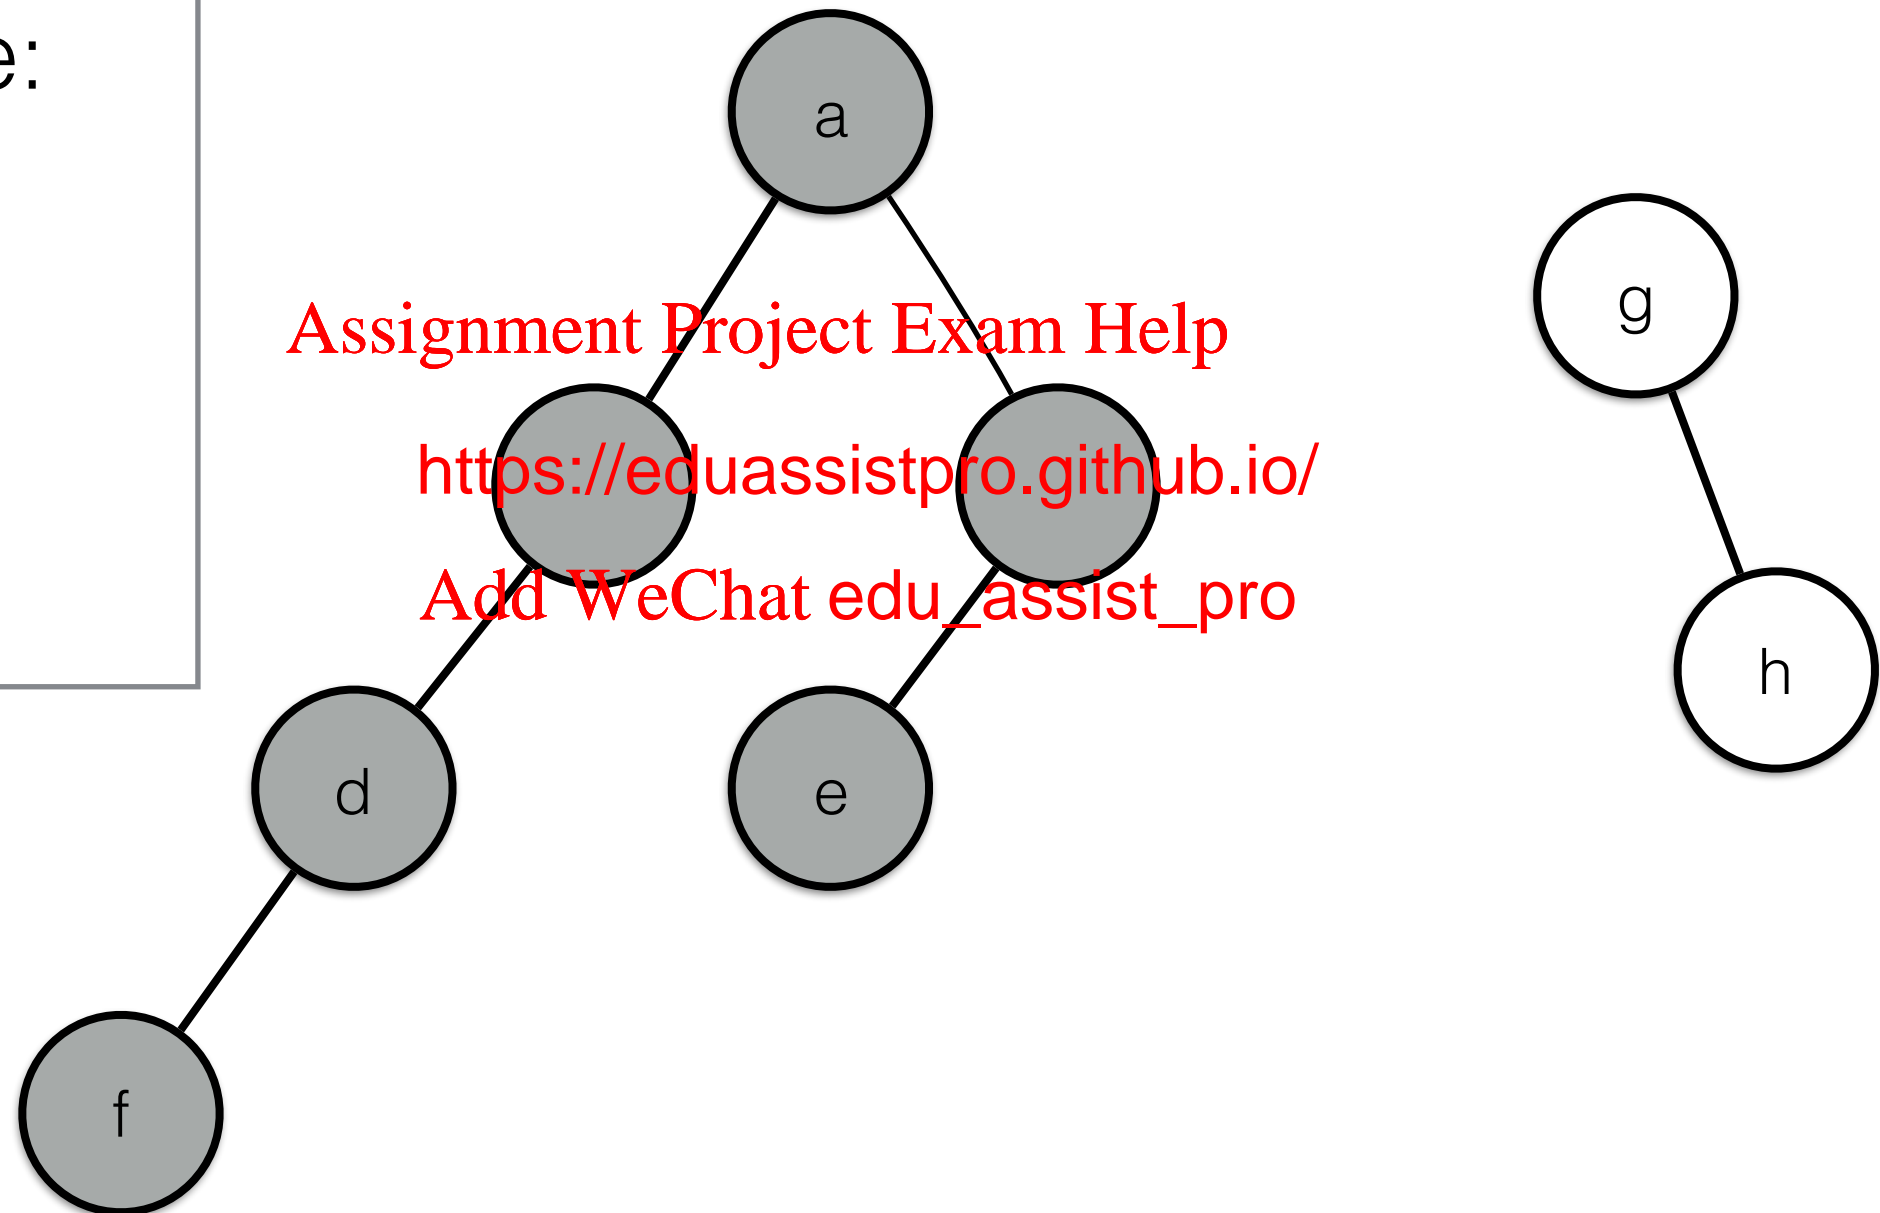 e:
a
g
Assignment Project Exam Help
https://eduassistpro.github.io/
Add WeChat edu_assist_pro
h
d
e
f